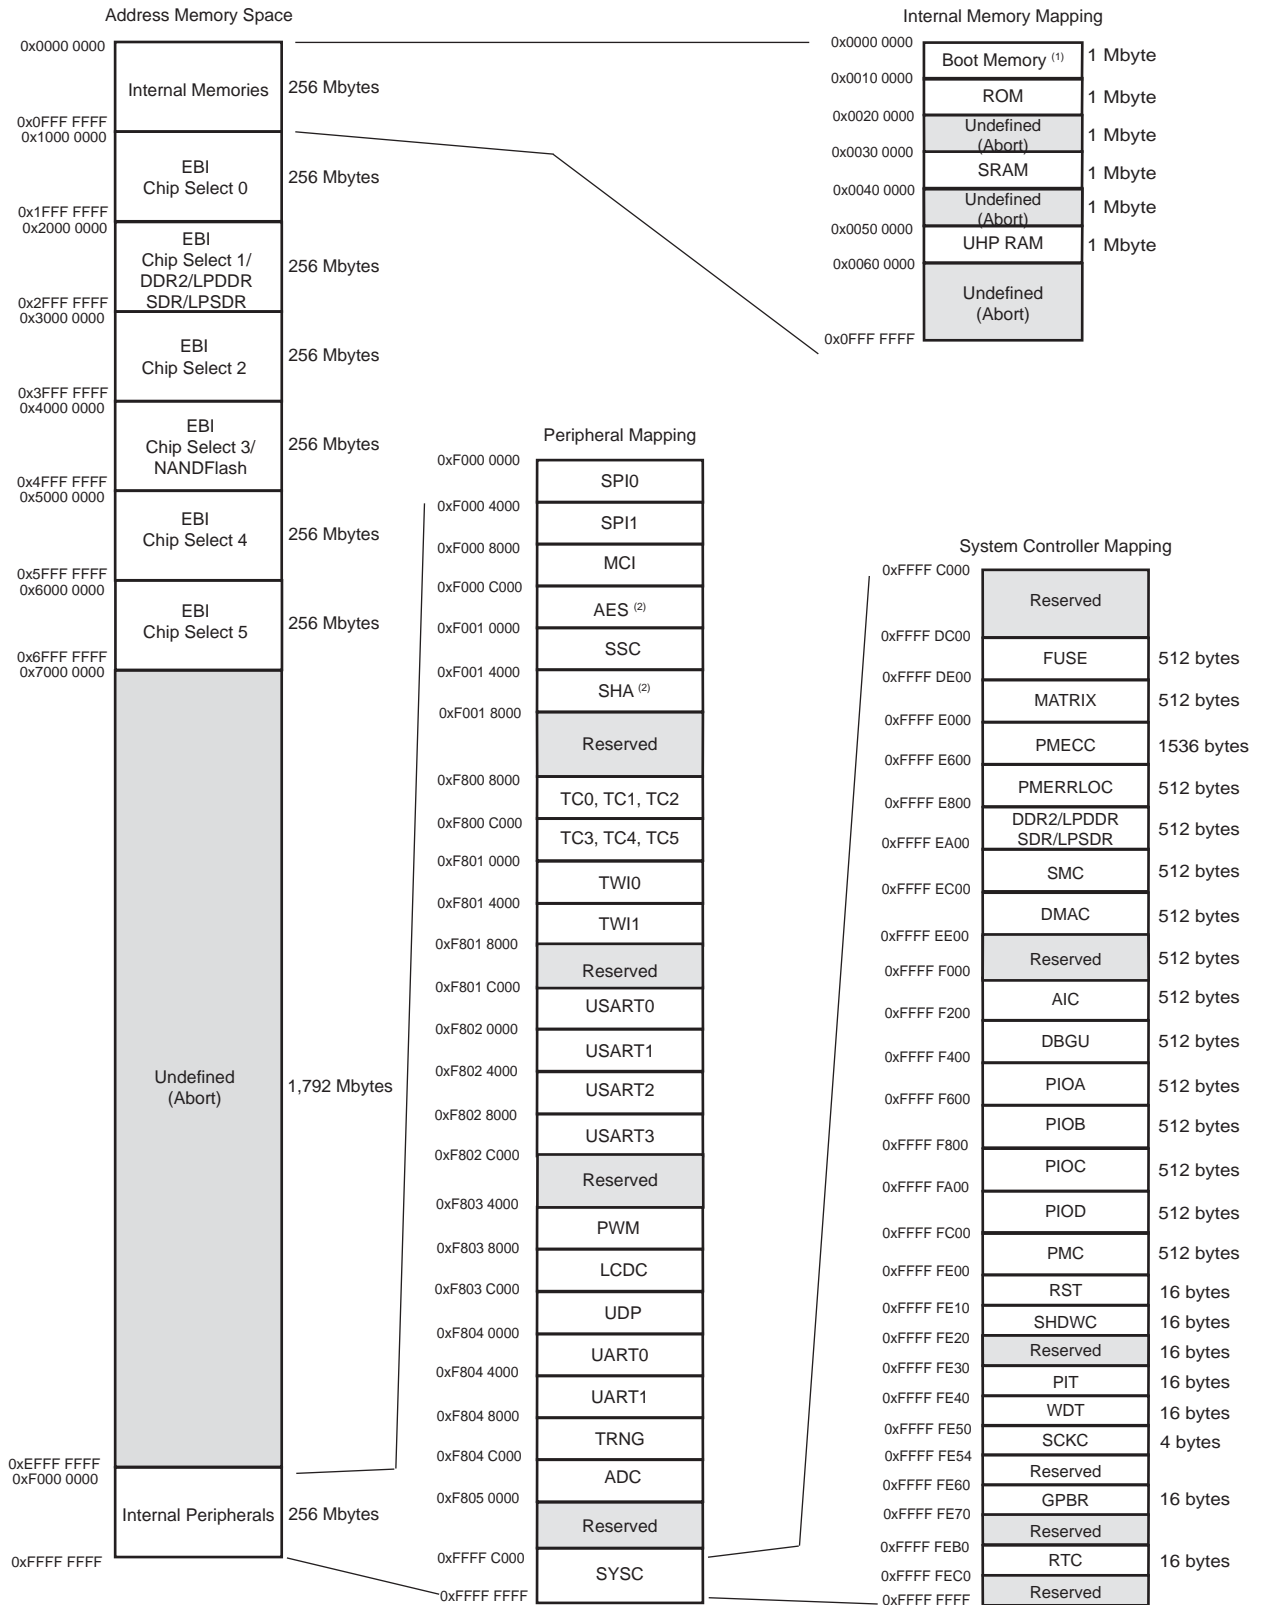 Address Memory Space
0x0000 0000
Internal Memories
256 Mbytes
0x0FFF FFFF
0x1000 0000
EBI
Chip Select 0
256 Mbytes
0x1FFF FFFF
0x2000 0000
EBI
Chip Select 1/
DDR2/LPDDR
SDR/LPSDR
256 Mbytes
0x2FFF FFFF
0x3000 0000
EBI
Chip Select 2
256 Mbytes
0x3FFF FFFF
0x4000 0000
EBI
Chip Select 3/
NANDFlash
256 Mbytes
0x4FFF FFFF
0x5000 0000
EBI
Chip Select 4
256 Mbytes
0x5FFF FFFF
0x6000 0000
EBI
Chip Select 5
256 Mbytes
0x6FFF FFFF
0x7000 0000
Undefined
(Abort)
1,792 Mbytes
0xEFFF FFFF
0xF000 0000
Internal Peripherals
256 Mbytes
0xFFFF FFFF
Internal Memory Mapping
0x0000 0000
Boot Memory (1)
1 Mbyte
0x0010 0000
ROM
1 Mbyte
0x0020 0000
Undefined
(Abort)
1 Mbyte
0x0030 0000
SRAM
1 Mbyte
0x0040 0000
Undefined
(Abort)
1 Mbyte
0x0050 0000
UHP RAM
1 Mbyte
0x0060 0000
Undefined
(Abort)
0x0FFF FFFF
Peripheral Mapping
0xF000 0000
SPI0
0xF000 4000
SPI1
0xF000 8000
MCI
0xF000 C000
AES (2)
0xF001 0000
SSC
0xF001 4000
SHA (2)
0xF001 8000
Reserved
0xF800 8000
TC0, TC1, TC2
0xF800 C000
TC3, TC4, TC5
0xF801 0000
TWI0
0xF801 4000
TWI1
0xF801 8000
Reserved
0xF801 C000
USART0
0xF802 0000
USART1
0xF802 4000
USART2
0xF802 8000
USART3
0xF802 C000
Reserved
0xF803 4000
PWM
0xF803 8000
LCDC
0xF803 C000
UDP
0xF804 0000
UART0
0xF804 4000
UART1
0xF804 8000
TRNG
0xF804 C000
ADC
0xF805 0000
Reserved
0xFFFF C000
SYSC
0xFFFF FFFF
System Controller Mapping
0xFFFF C000
Reserved
0xFFFF DC00
FUSE
512 bytes
0xFFFF DE00
MATRIX
512 bytes
0xFFFF E000
PMECC
1536 bytes
0xFFFF E600
PMERRLOC
512 bytes
0xFFFF E800
DDR2/LPDDR
SDR/LPSDR
512 bytes
0xFFFF EA00
SMC
512 bytes
0xFFFF EC00
DMAC
512 bytes
0xFFFF EE00
Reserved
512 bytes
0xFFFF F000
AIC
512 bytes
0xFFFF F200
DBGU
512 bytes
0xFFFF F400
PIOA
512 bytes
0xFFFF F600
PIOB
512 bytes
0xFFFF F800
PIOC
512 bytes
0xFFFF FA00
PIOD
512 bytes
0xFFFF FC00
PMC
512 bytes
0xFFFF FE00
RST
16 bytes
0xFFFF FE10
SHDWC
16 bytes
0xFFFF FE20
Reserved
16 bytes
0xFFFF FE30
PIT
16 bytes
0xFFFF FE40
WDT
16 bytes
0xFFFF FE50
SCKC
4 bytes
0xFFFF FE54
Reserved
0xFFFF FE60
GPBR
16 bytes
0xFFFF FE70
Reserved
0xFFFF FEB0
RTC
16 bytes
0xFFFF FEC0
Reserved
0xFFFF FFFF